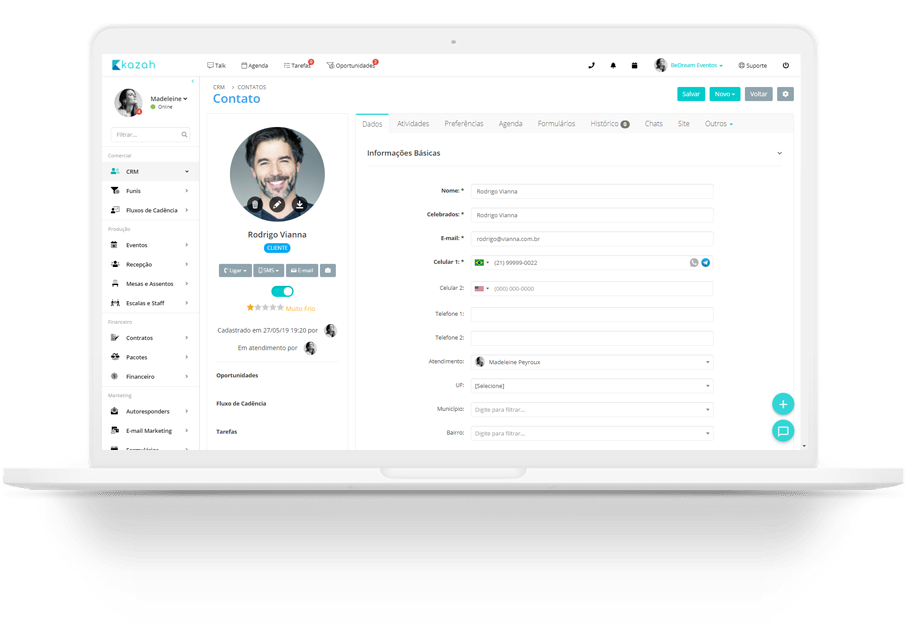 kazah
Talk
Agenda
Tarefas
Oportunidades
BeDream Eventos
Suporte
Madeleine
Online
Filtrar...
Comercial
CRM
Funis
Fluxos de Cadência
Produção
Eventos
Recepção
Mesas e Assentos
Escalas e Staff
Financeiro
Contratos
Pacotes
Financeiro
Marketing
Autoresponders
E-mail Marketing
CRM > CONTATOS
Contato
Salvar
Novo
Voltar
Rodrigo Vianna
CLIENTE
Ligar
SMS
E-mail
Muito Frio
Cadastrado em 27/05/19 19:20 por
Em atendimento por
Oportunidades
Fluxo de Cadência
Tarefas
Dados
Atividades
Preferências
Agenda
Formulários
Histórico
Chats
Site
Outros
Informações Básicas
Nome: * Rodrigo Vianna
Celebrados: * Rodrigo Vianna
E-mail: * rodrigo@vianna.com.br
Celular 1: * (21) 99999-0022
Celular 2: (000) 000-0000
Telefone 1:
Telefone 2:
Atendimento: Madeleine Peyroux
UF: [Selecione]
Município: Digite para filtrar...
Bairro: Digite para filtrar...